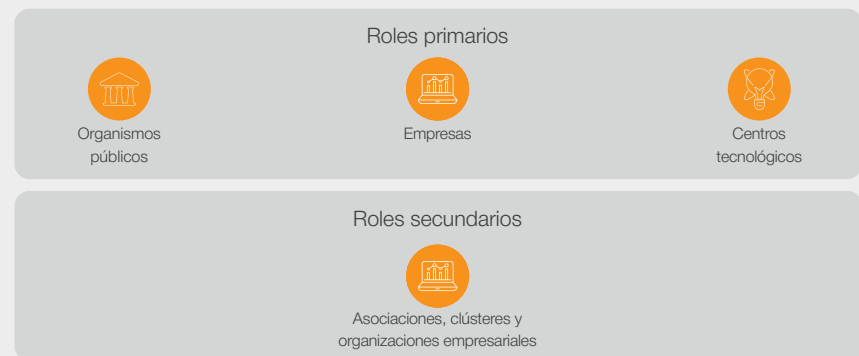 Roles primarios
Organismos
públicos
Empresas
Centros
tecnológicos
Roles secundarios
Asociaciones, clústeres y
organizaciones empresariales